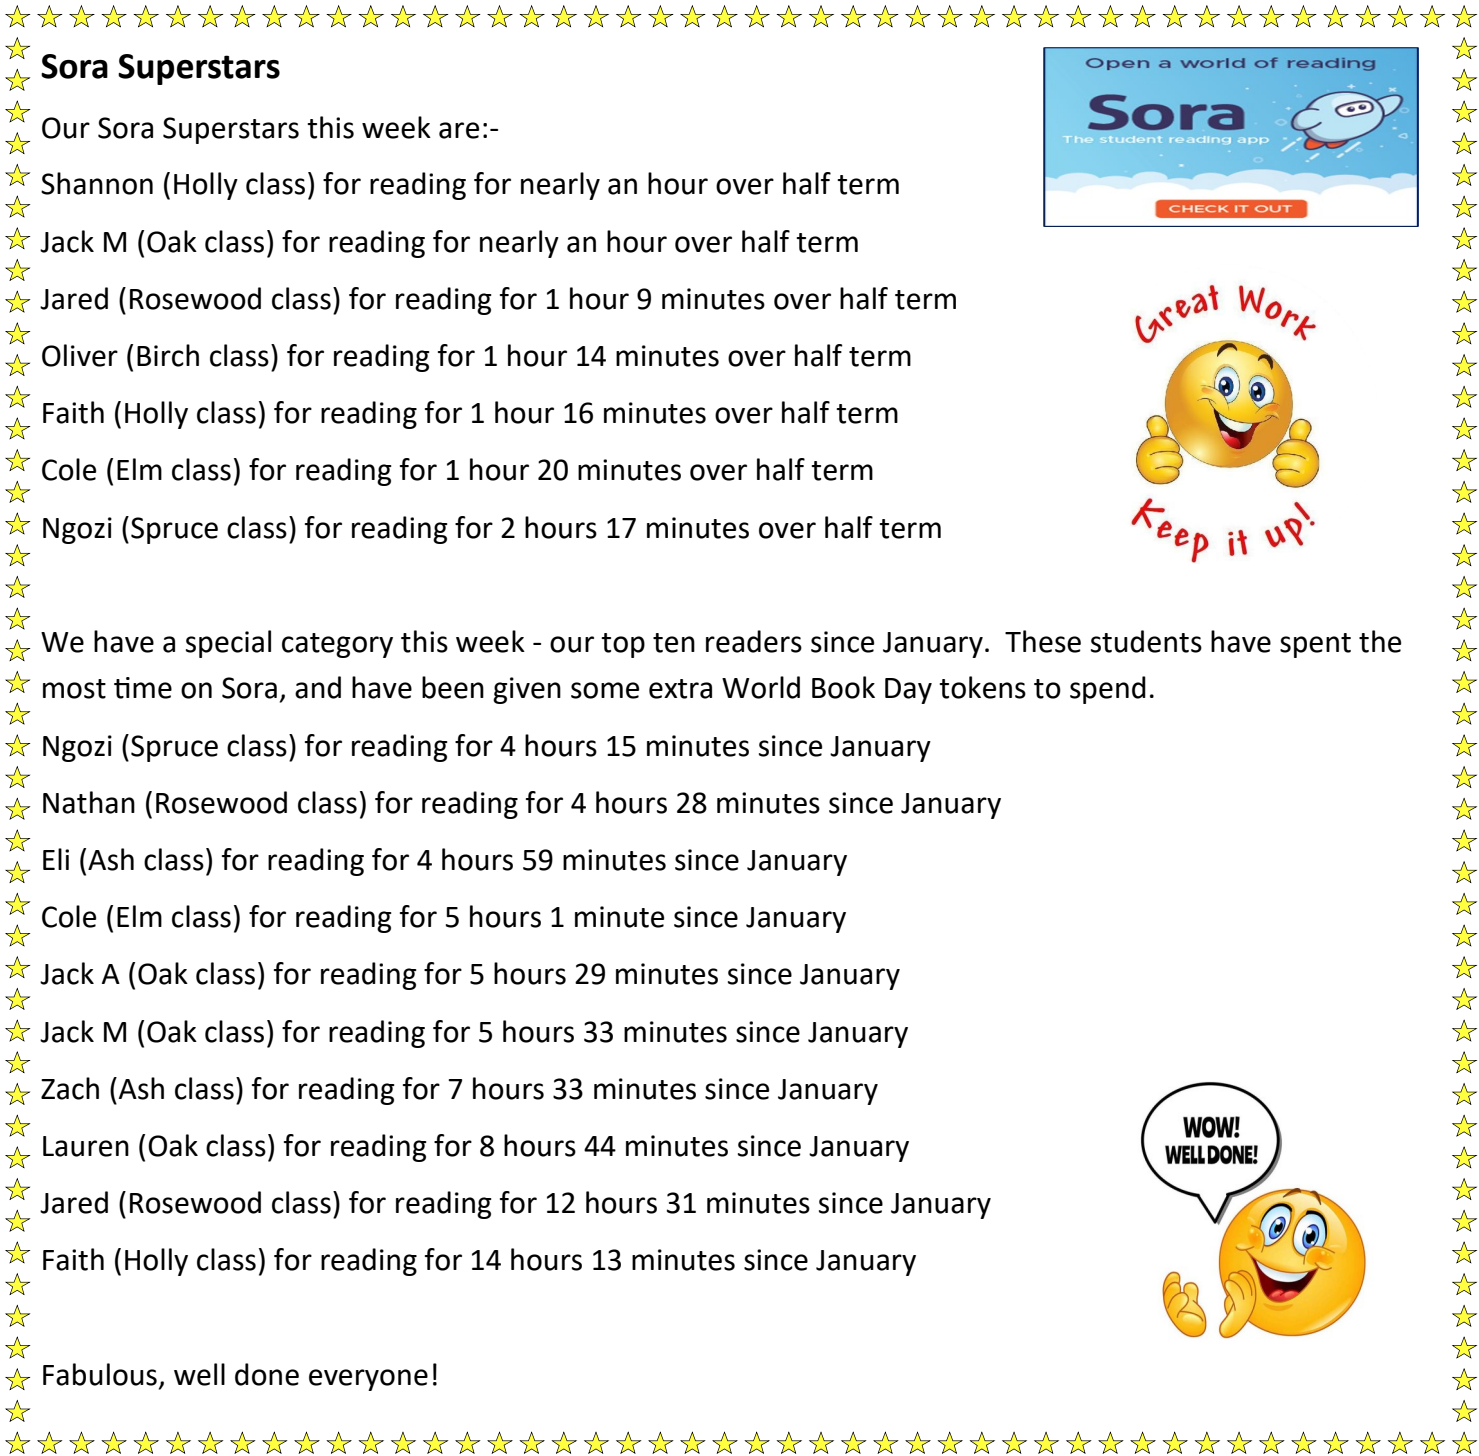 Sora Superstars
Open a world of reading
Sora
The student reading app
CHECK IT OUT
Our Sora Superstars this week are:-
Shannon (Holly class) for reading for nearly an hour over half term
Jack M (Oak class) for reading for nearly an hour over half term
Jared (Rosewood class) for reading for 1 hour 9 minutes over half term
Oliver (Birch class) for reading for 1 hour 14 minutes over half term
Faith (Holly class) for reading for 1 hour 16 minutes over half term
Cole (Elm class) for reading for 1 hour 20 minutes over half term
Ngozi (Spruce class) for reading for 2 hours 17 minutes over half term
Great Work
Keep it up!
We have a special category this week - our top ten readers since January.  These students have spent the
most time on Sora, and have been given some extra World Book Day tokens to spend.
Ngozi (Spruce class) for reading for 4 hours 15 minutes since January
Nathan (Rosewood class) for reading for 4 hours 28 minutes since January
Eli (Ash class) for reading for 4 hours 59 minutes since January
Cole (Elm class) for reading for 5 hours 1 minute since January
Jack A (Oak class) for reading for 5 hours 29 minutes since January
Jack M (Oak class) for reading for 5 hours 33 minutes since January
Zach (Ash class) for reading for 7 hours 33 minutes since January
Lauren (Oak class) for reading for 8 hours 44 minutes since January
Jared (Rosewood class) for reading for 12 hours 31 minutes since January
Faith (Holly class) for reading for 14 hours 13 minutes since January
WOW!
WELL DONE!
Fabulous, well done everyone!